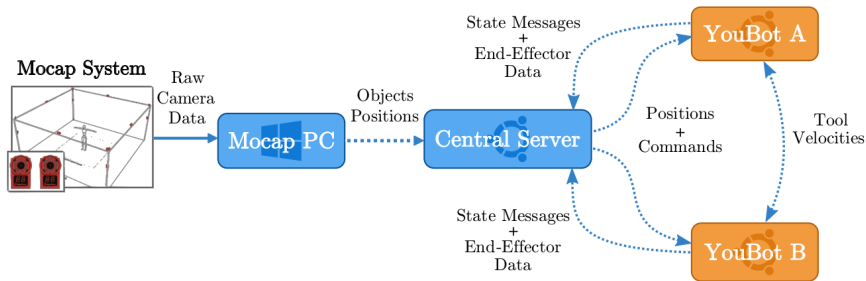 Mocap System
Raw
Camera
Data
Mocap PC
Objects
Positions
Central Server
State Messages
+
End-Effector
Data
YouBot A
Positions
+
Commands
Tool
Velocities
State Messages
+
End-Effector
Data
YouBot B